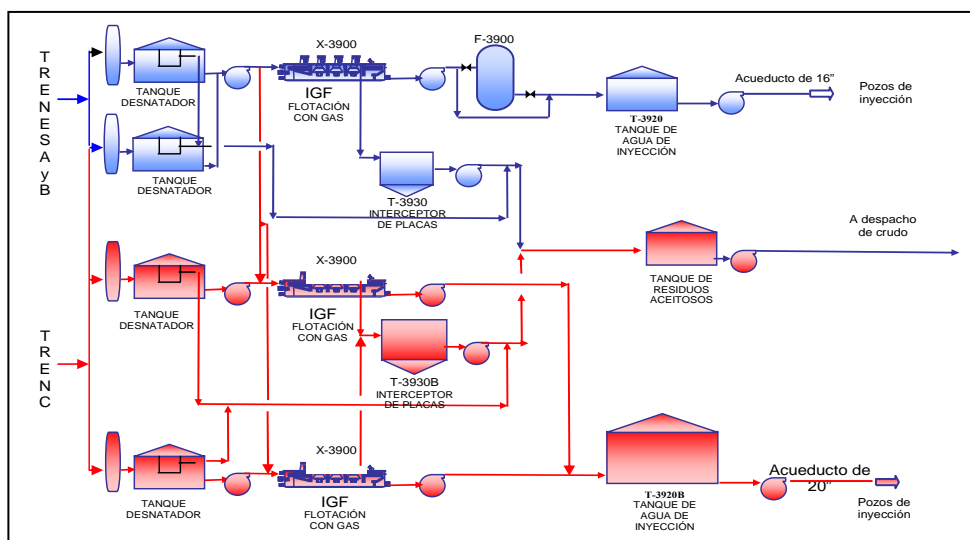 TRENES A y B
TREN C
X-3900
F-3900
TANQUE
DESNATADOR
IGF
FLOTACIÓN
CON GAS
T-3920
TANQUE DE
AGUA DE
INYECCIÓN
Acueducto de 16"
Pozos de
inyección
TANQUE
DESNATADOR
T-3930
INTERCEPTOR
DE PLACAS
A despacho
de crudo
TANQUE DE
RESIDUOS
ACEITOSOS
X-3900
TANQUE
DESNATADOR
IGF
FLOTACIÓN
CON GAS
T-3930B
INTERCEPTOR
DE PLACAS
X-3900
TANQUE
DESNATADOR
IGF
FLOTACIÓN
CON GAS
T-3920B
TANQUE DE
AGUA DE
INYECCIÓN
Acueducto de
20"
Pozos de
inyección